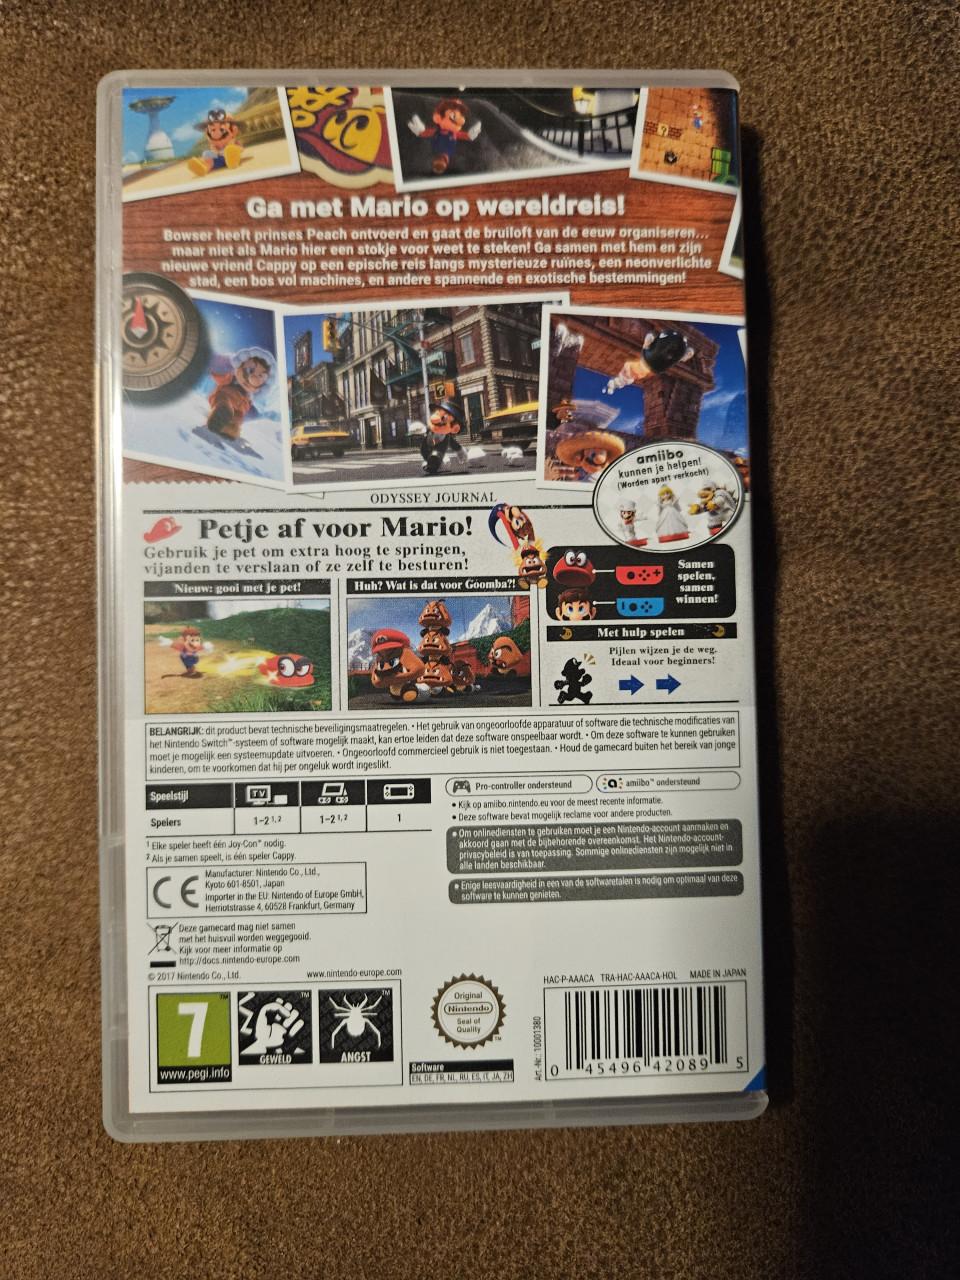 Ga met Mario op wereldreis!
Bowser heeft prinses Peach ontvoerd en gaat de bruiloft van de eeuw organiseren...
maar niet als Mario hier een stokje voor weet te steken! Ga samen met hem en zijn
nieuwe vriend Cappy op een epische reis langs mysterieuze ruïnes, een neonverlichte
stad, een bos vol machines, en andere spannende en exotische bestemmingen!
amiibo
kunnen je helpen!
(Worden apart verkocht)
ODYSSEY JOURNAL
Petje af voor Mario!
Gebruik je pet om extra hoog te springen,
vijanden te verslaan of ze zelf te besturen!
Nieuw: gooi met je pet!
Huh? Wat is dat voor Goomba?!
Samen
spelen,
samen
winnen!
Met hulp spelen
Pijlen wijzen je de weg.
Ideaal voor beginners!
BELANGRIJK: dit product bevat technische beveiligingsmaatregelen. • Het gebruik van ongeoorloofde apparatuur of software die technische modificaties van
het Nintendo Switch™-systeem of software mogelijk maakt, kan ertoe leiden dat deze software onspeelbaar wordt. • Om deze software te kunnen gebruiken
moet je mogelijk een systeemupdate uitvoeren. • Ongeoorloofd commercieel gebruik is niet toegestaan. • Houd de gamecard buiten het bereik van jonge
kinderen, om te voorkomen dat hij per ongeluk wordt ingeslikt.
Speelstijl
TV
Spelers
1-2 1, 2
1-2 1, 2
1
1 Elke speler heeft één Joy-Con™ nodig.
2 Als je samen speelt, is één speler Cappy.
Pro-controller ondersteund
amiibo™ ondersteund
• Kijk op amiibo.nintendo.eu voor de meest recente informatie.
• Deze software bevat mogelijk reclame voor andere producten.
• Om onlinediensten te gebruiken moet je een Nintendo-account aanmaken en
akkoord gaan met de bijbehorende overeenkomst. Het Nintendo-account-
privacybeleid is van toepassing. Sommige onlinediensten zijn mogelijk niet in
alle landen beschikbaar.
• Enige leesvaardigheid in een van de softwaretalen is nodig om optimaal van deze
software te kunnen genieten.
CE
Manufacturer: Nintendo Co., Ltd.,
Kyoto 601-8501, Japan
Importer in the EU: Nintendo of Europe GmbH,
Herriotstrasse 4, 60528 Frankfurt, Germany
Deze gamecard mag niet samen
met het huisvuil worden weggegooid.
Kijk voor meer informatie op
http://docs.nintendo-europe.com
© 2017 Nintendo Co., Ltd.
www.nintendo-europe.com
7
www.pegi.info
GEWELD
ANGST
Original
Nintendo
Seal of
Quality
Software
EN, DE, FR, NL, RU, ES, IT, JA, ZH
HAC-P-AAACA TRA-HAC-AAACA-HOL MADE IN JAPAN
Art.-Nr.: 10001380
0 45496 42089 5